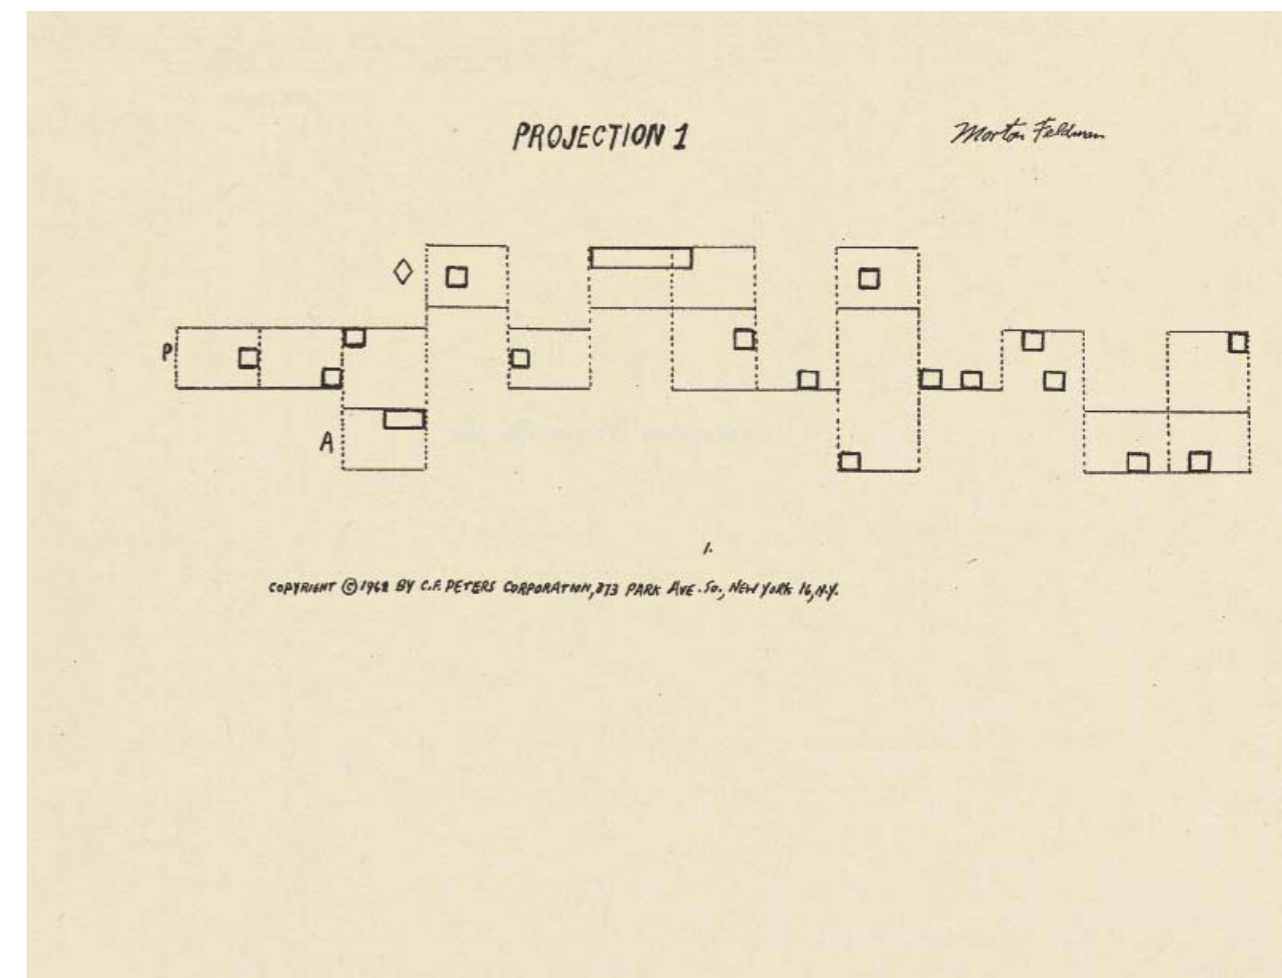 PROJECTION 1
Morton Feldman
P
A
1.
COPYRIGHT © 1962 BY C.F. PETERS CORPORATION, 373 PARK AVE. SO., NEW YORK 16, N.Y.